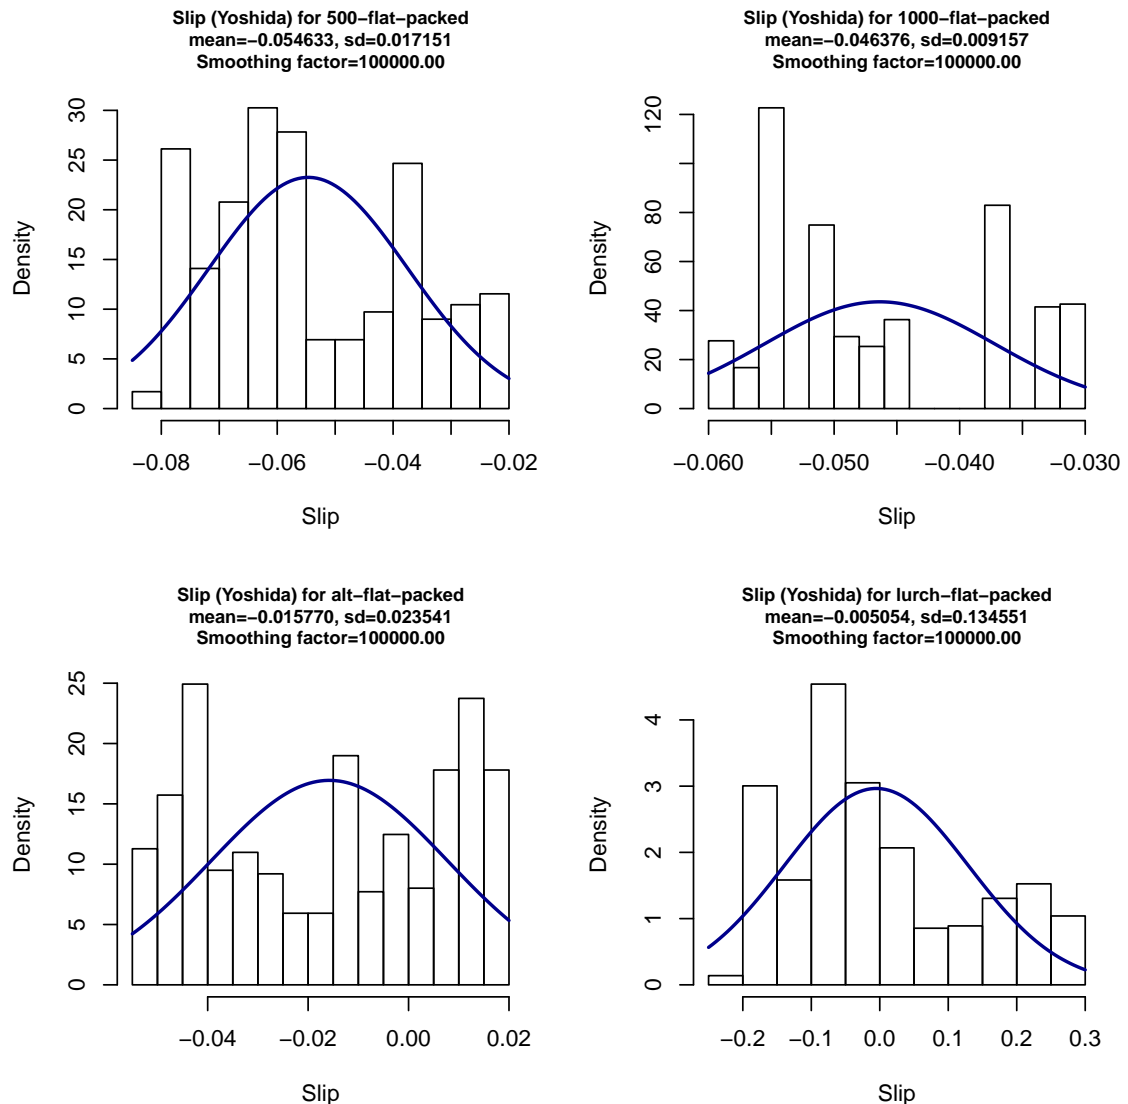 Slip (Yoshida) for 500−flat−packed
mean=−0.054633, sd=0.017151
Smoothing factor=100000.00
Density
0
5
10
15
20
25
30
−0.08
−0.06
−0.04
−0.02
Slip
Slip (Yoshida) for 1000−flat−packed
mean=−0.046376, sd=0.009157
Smoothing factor=100000.00
Density
0
20
40
60
80
120
−0.060
−0.050
−0.040
−0.030
Slip
Slip (Yoshida) for alt−flat−packed
mean=−0.015770, sd=0.023541
Smoothing factor=100000.00
Density
0
5
10
15
20
25
−0.04
−0.02
0.00
0.02
Slip
Slip (Yoshida) for lurch−flat−packed
mean=−0.005054, sd=0.134551
Smoothing factor=100000.00
Density
0
1
2
3
4
−0.2
−0.1
0.0
0.1
0.2
0.3
Slip